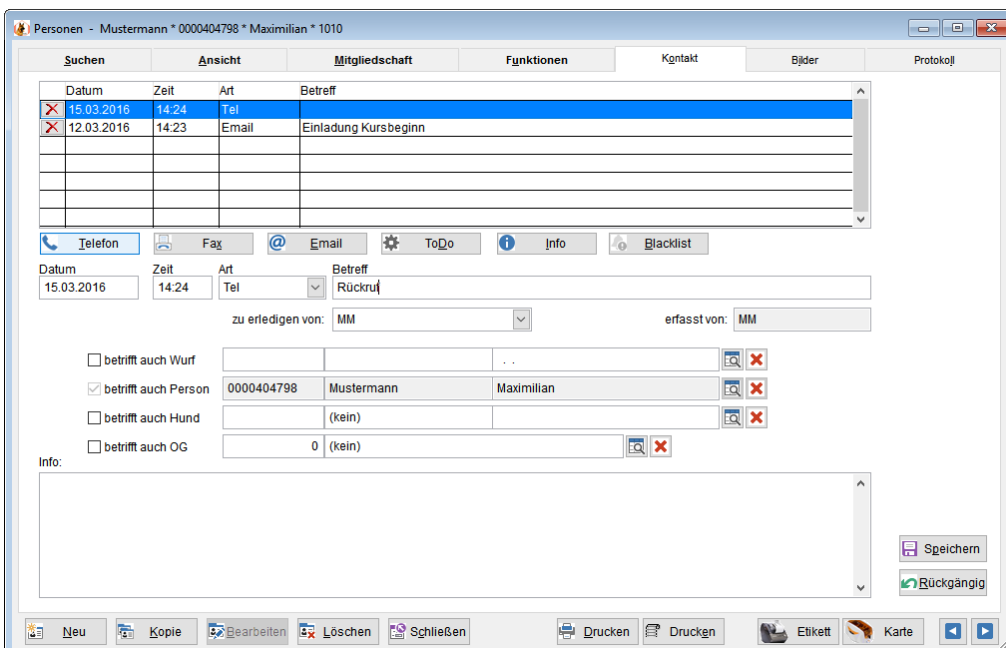 Personen - Mustermann * 0000404798 * Maximilian * 1010
Suchen Ansicht Mitgliedschaft Funktionen Kontakt Bilder Protokoll
Datum Zeit Art Betreff
15.03.2016 14:24 Tel
12.03.2016 14:23 Email Einladung Kursbeginn
Telefon Fax Email ToDo Info Blacklist
Datum Zeit Art Betreff
15.03.2016 14:24 Tel Rückruf
zu erledigen von: MM erfasst von: MM
betrifft auch Wurf . .
betrifft auch Person 0000404798 Mustermann Maximilian
betrifft auch Hund (kein)
betrifft auch OG 0 (kein)
Info:
Speichern
Rückgängig
Neu Kopie Bearbeiten Löschen Schließen Drucken Drucken Etikett Karte